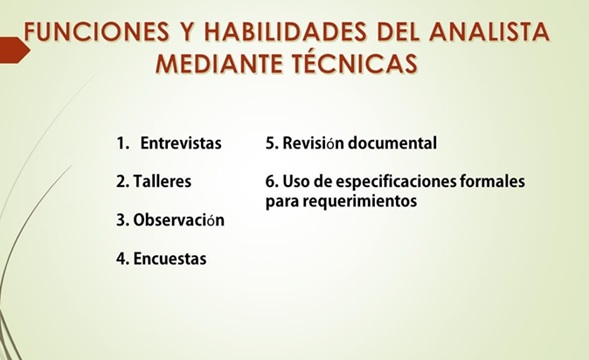 FUNCIONES Y HABILIDADES DEL ANALISTA
MEDIANTE TÉCNICAS
1. Entrevistas
2. Talleres
3. Observación
4. Encuestas
5. Revisión documental
6. Uso de especificaciones formales
para requerimientos